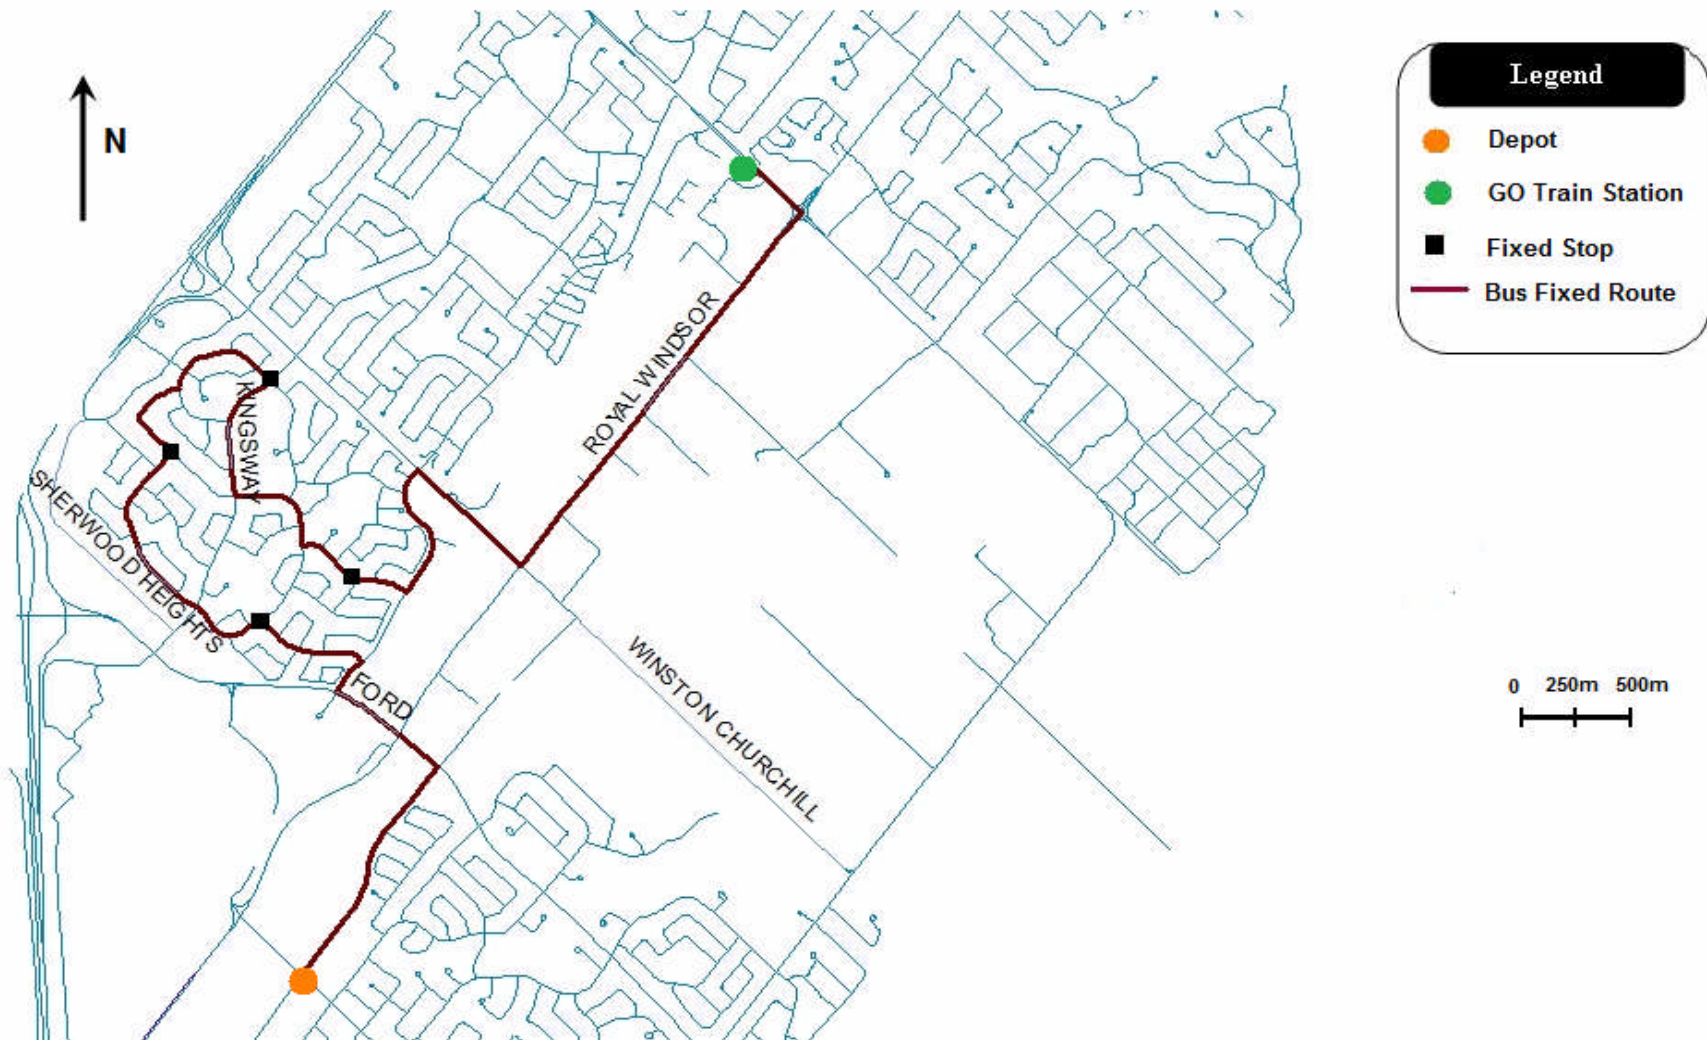 N
Legend
Depot
GO Train Station
Fixed Stop
Bus Fixed Route
ROYAL WINDSOR
KINGSWAY
SHERWOOD HEIGHTS
FORD
WINSTON CHURCHILL
0 250m 500m